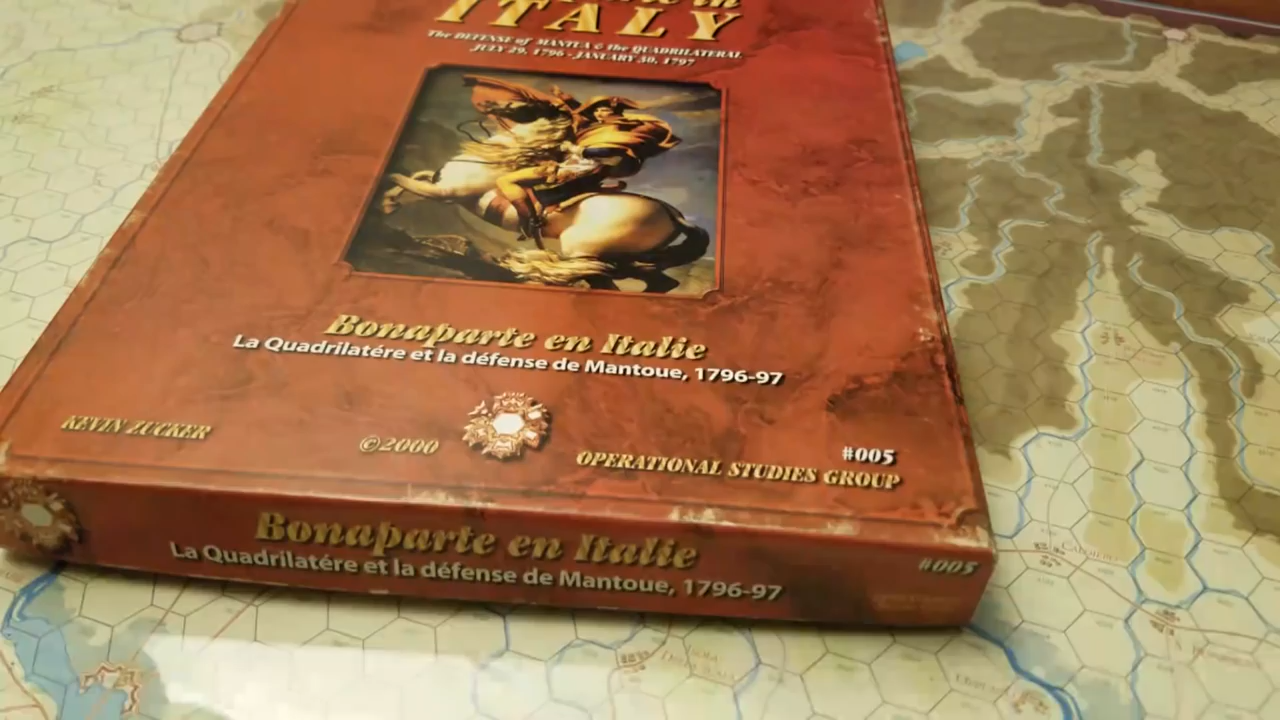 ITALY
The DEFENSE of MANTUA & the QUADRILATERAL
JULY 29, 1796 - JANUARY 30, 1797
Bonaparte en Italie
La Quadrilatére et la défense de Mantoue, 1796-97
KEVIN ZUCKER
©2000
#005
OPERATIONAL STUDIES GROUP
Bonaparte en Italie
La Quadrilatére et la défense de Mantoue, 1796-97
#005